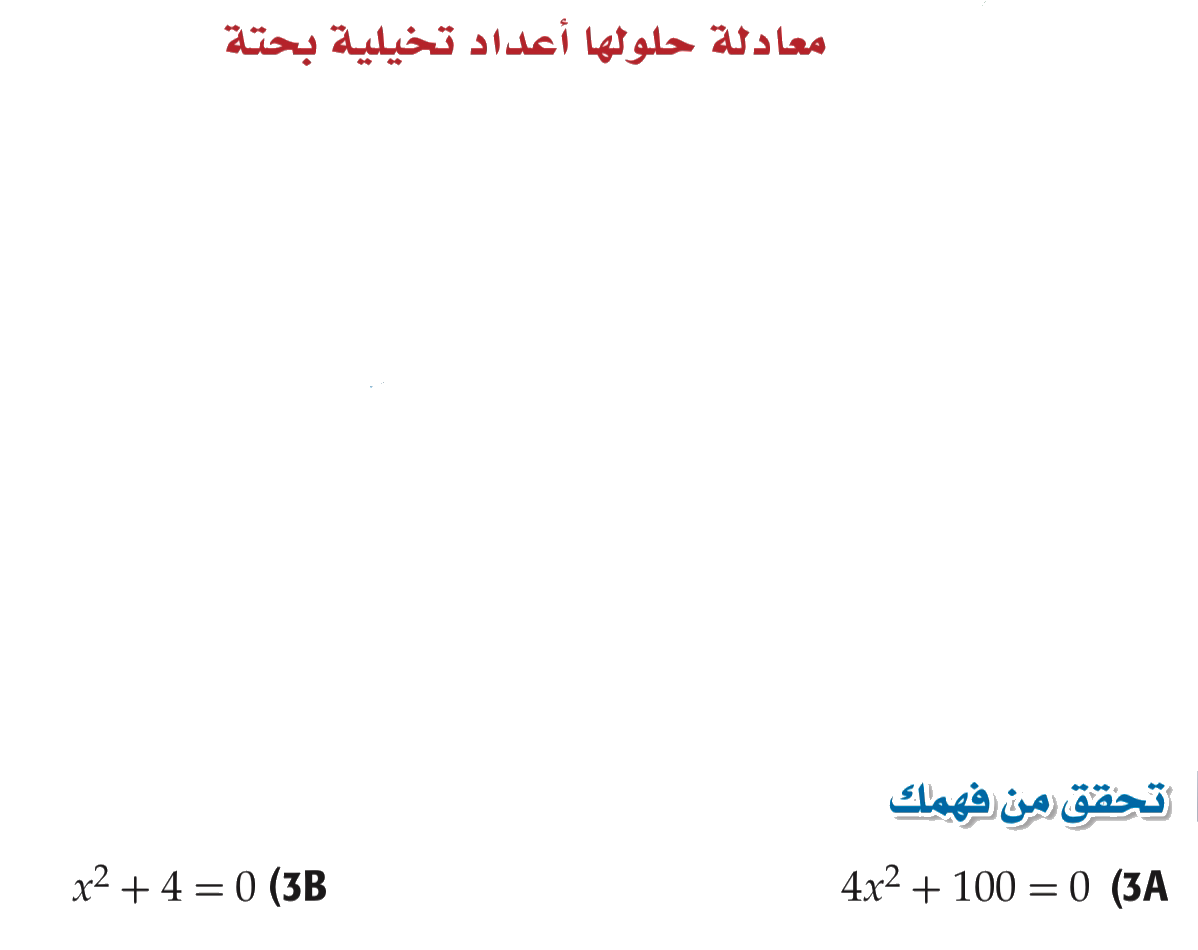 معادلة حلولها أعداد تخيلية بحتة
تحقق من فهمك
3A) 4x² + 100 = 0
3B) x² + 4 = 0